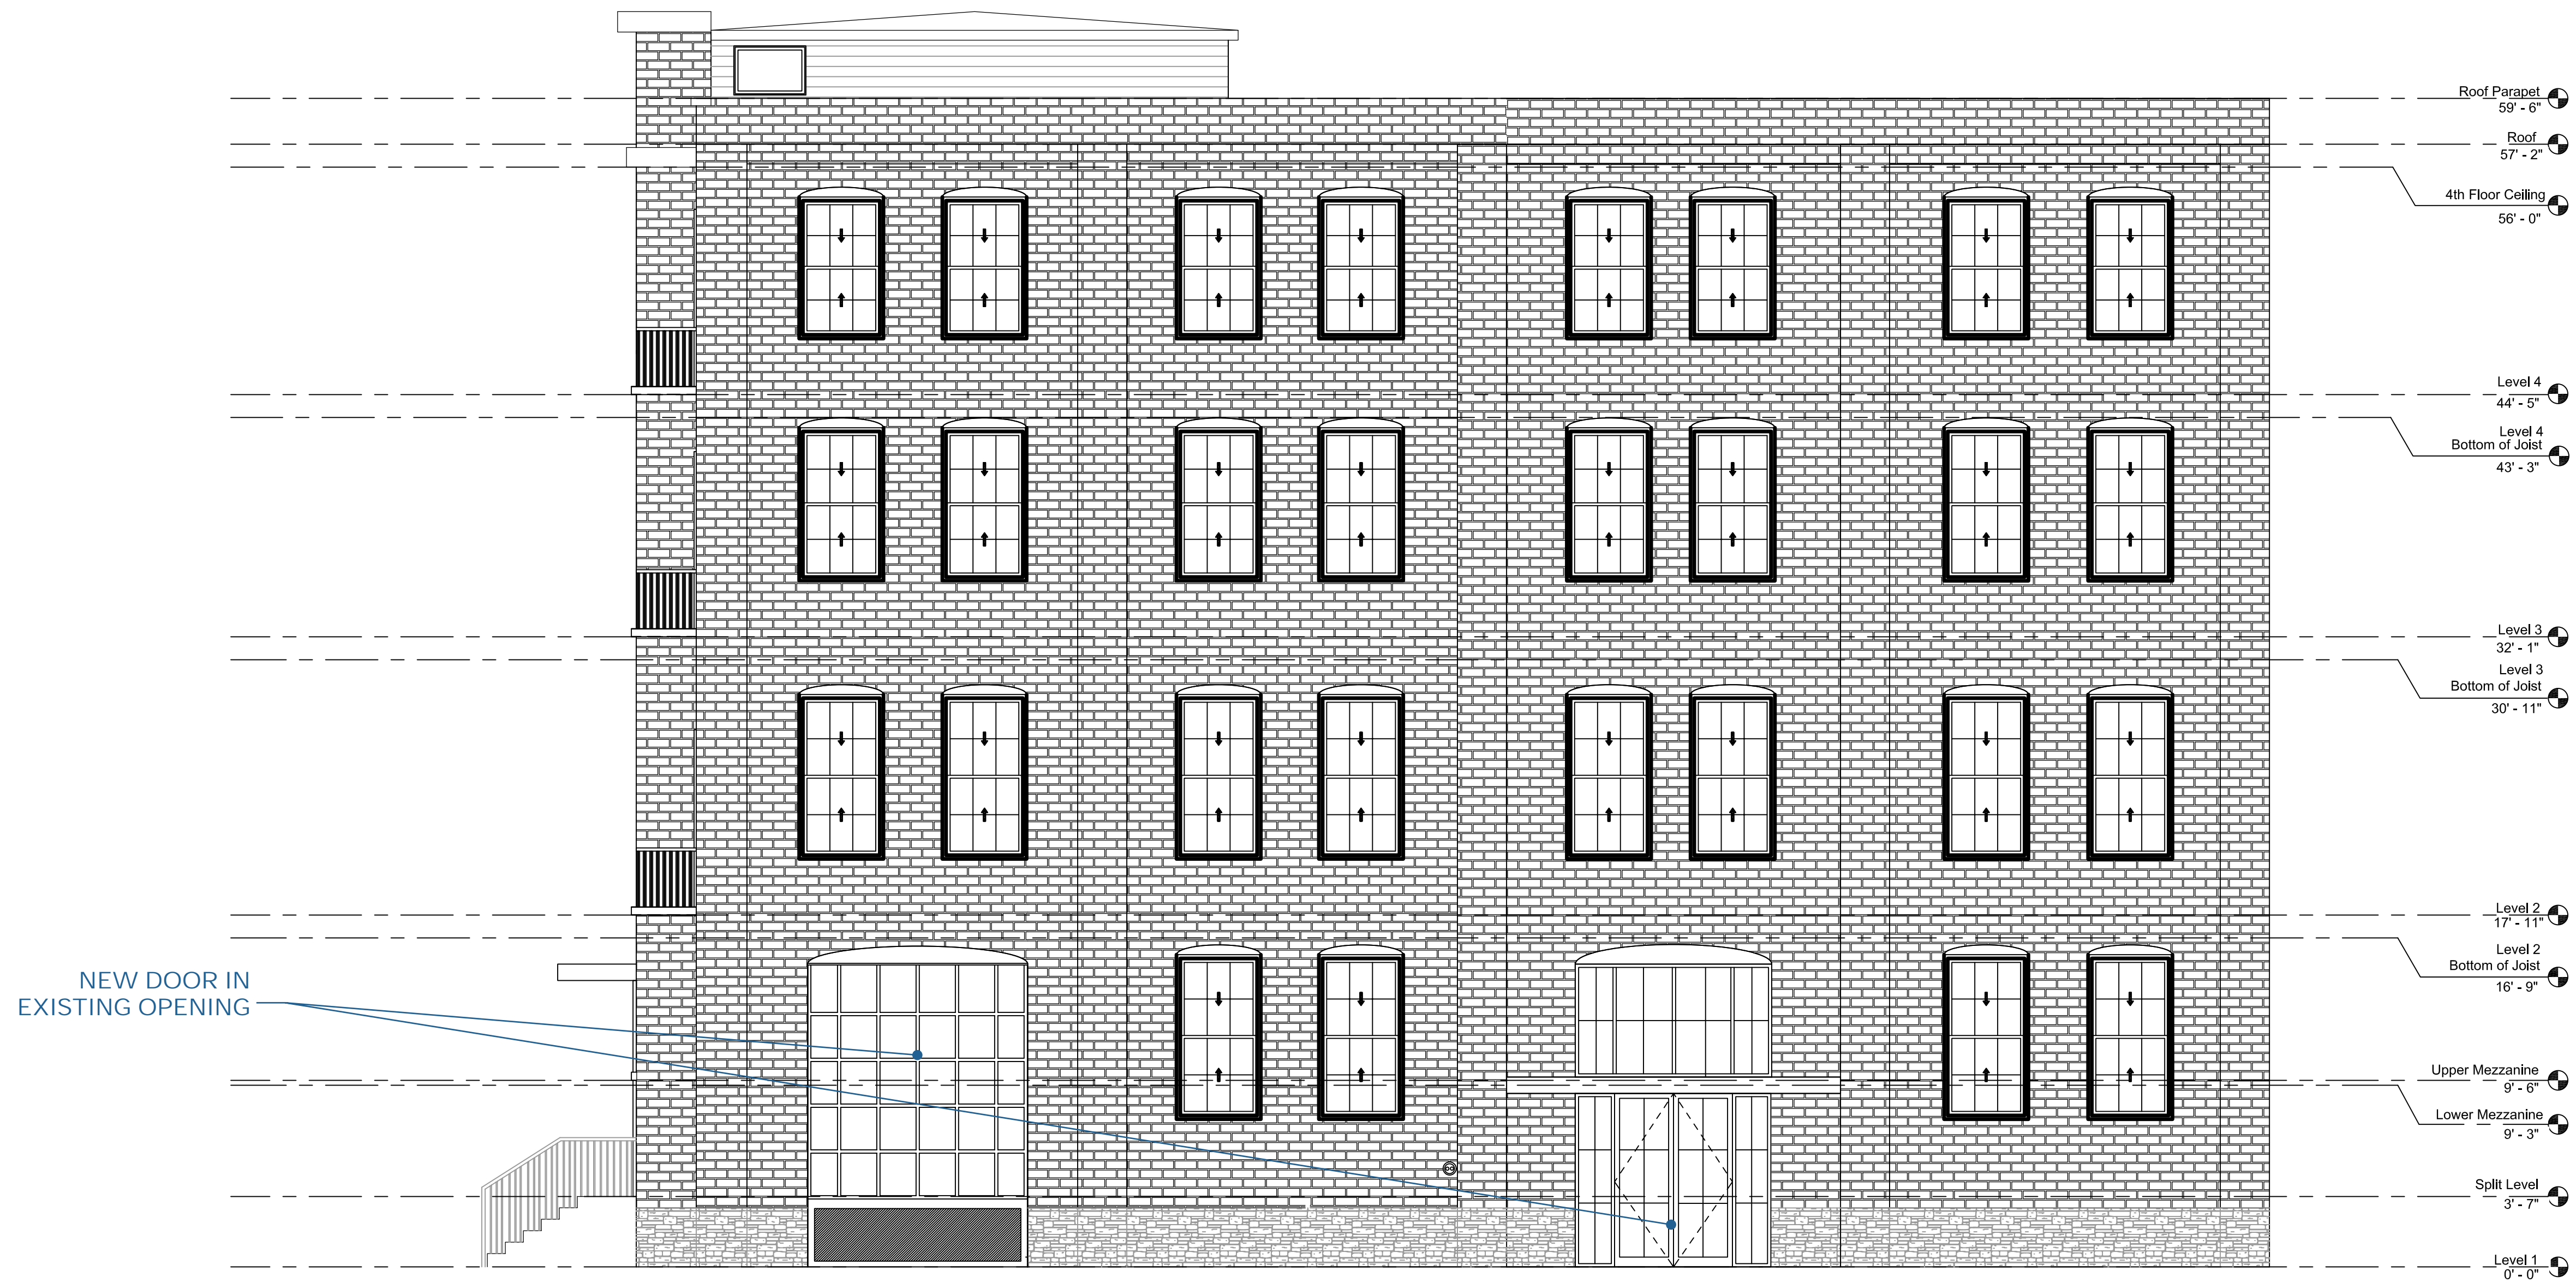 Roof Parapet
59' - 6"
Roof
57' - 2"
4th Floor Ceiling
56' - 0"
Level 4
44' - 5"
Level 4
Bottom of Joist
43' - 3"
Level 3
32' - 1"
Level 3
Bottom of Joist
30' - 11"
Level 2
17' - 11"
Level 2
Bottom of Joist
16' - 9"
NEW DOOR IN
EXISTING OPENING
Upper Mezzanine
9' - 6"
Lower Mezzanine
9' - 3"
Split Level
3' - 7"
Level 1
0' - 0"